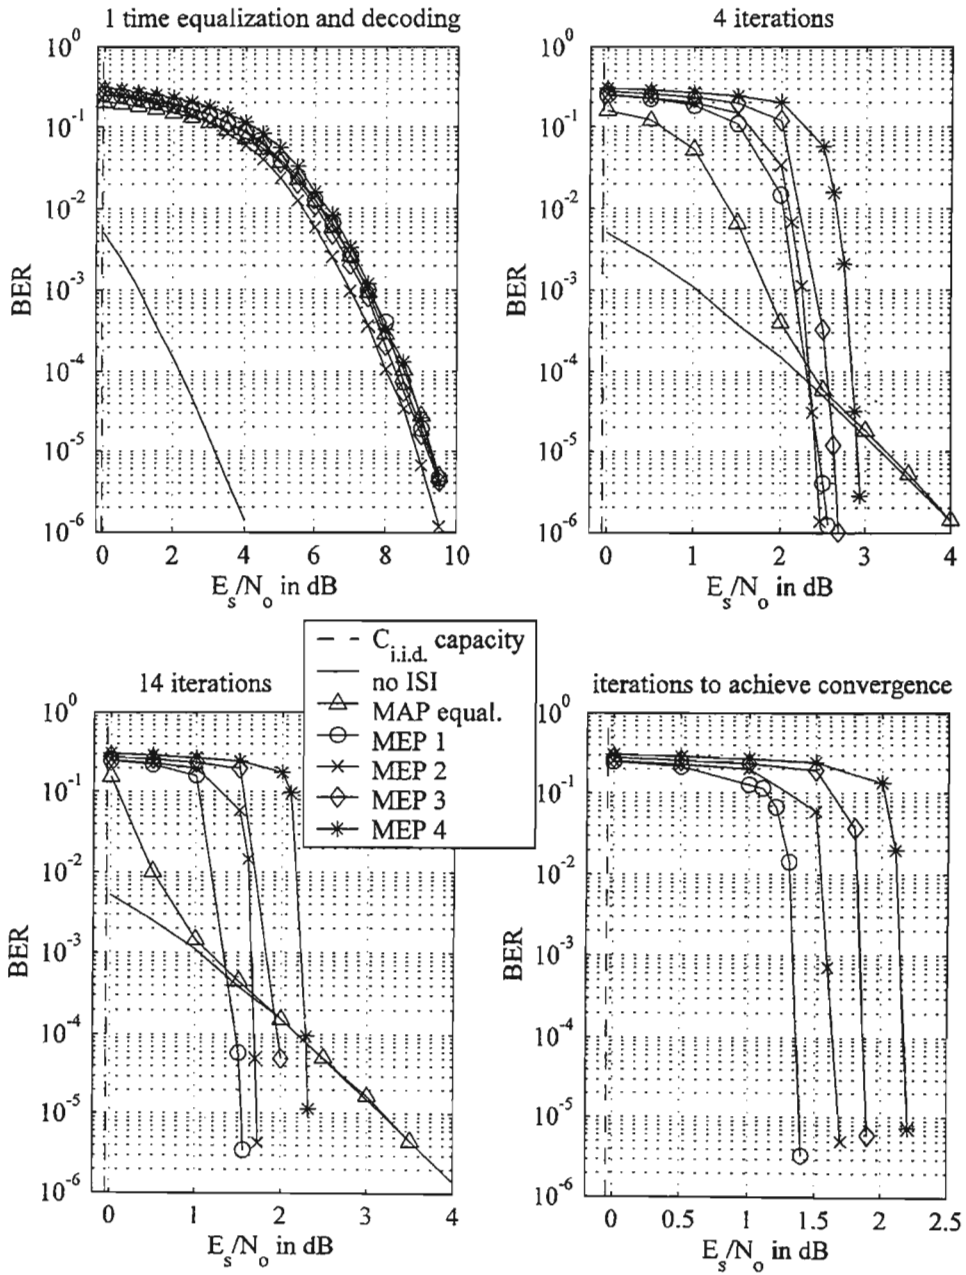 1 time equalization and decoding
10^0
10^-1
10^-2
10^-3
10^-4
10^-5
10^-6
BER
0 2 4 6 8 10
E_s/N_o in dB
4 iterations
10^0
10^-1
10^-2
10^-3
10^-4
10^-5
10^-6
BER
0 1 2 3 4
E_s/N_o in dB
C_i.i.d. capacity
no ISI
MAP equal.
MEP 1
MEP 2
MEP 3
MEP 4
14 iterations
10^0
10^-1
10^-2
10^-3
10^-4
10^-5
10^-6
BER
0 1 2 3 4
E_s/N_o in dB
iterations to achieve convergence
10^0
10^-1
10^-2
10^-3
10^-4
10^-5
10^-6
BER
0 0.5 1 1.5 2 2.5
E_s/N_o in dB